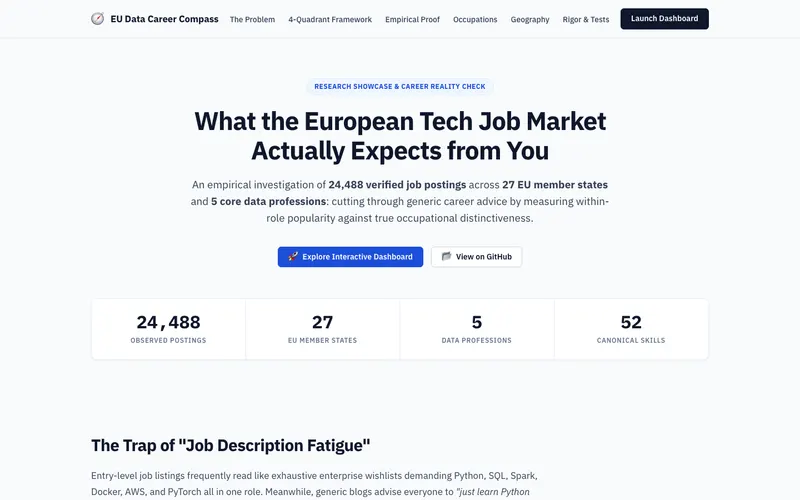 EU Data Career Compass The Problem 4-Quadrant Framework Empirical Proof Occupations Geography Rigor & Tests Launch Dashboard
RESEARCH SHOWCASE & CAREER REALITY CHECK
What the European Tech Job Market
Actually Expects from You
An empirical investigation of 24,488 verified job postings across 27 EU member states
and 5 core data professions: cutting through generic career advice by measuring within-
role popularity against true occupational distinctiveness.
Explore Interactive Dashboard View on GitHub
24,488 27 5 52
OBSERVED POSTINGS EU MEMBER STATES DATA PROFESSIONS CANONICAL SKILLS
The Trap of "Job Description Fatigue"
Entry-level job listings frequently read like exhaustive enterprise wishlists demanding Python, SQL, Spark,
Docker, AWS, and PyTorch all in one role. Meanwhile, generic blogs advise everyone to "just learn Python